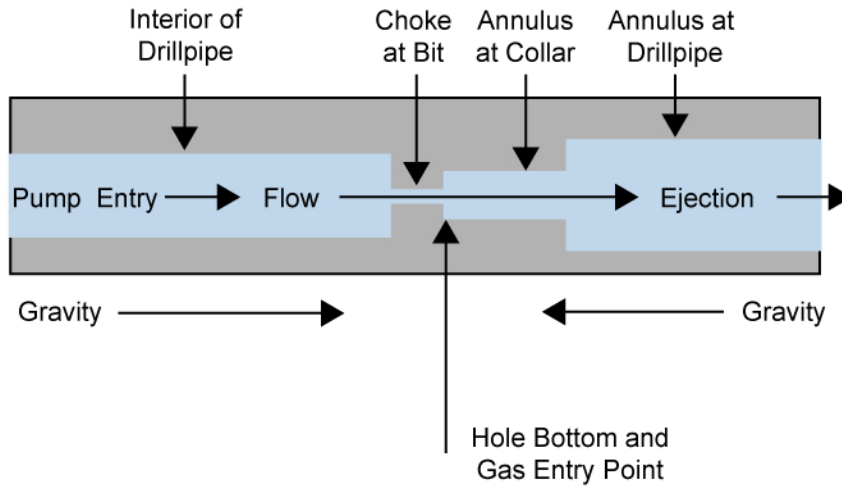 Interior of
Drillpipe
Choke
at Bit
Annulus
at Collar
Annulus at
Drillpipe
Pump Entry Flow Ejection
Gravity Gravity
Hole Bottom and
Gas Entry Point